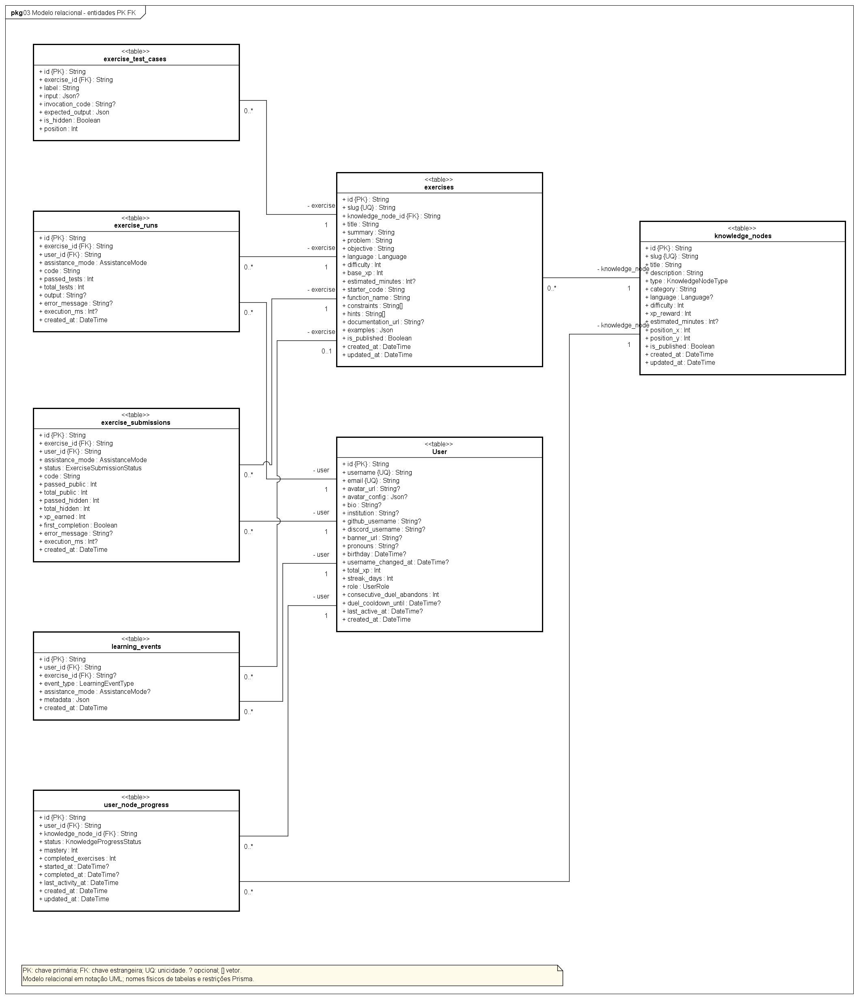 pkg 03 Modelo relacional - entidades PK FK
<<table>>
exercise_test_cases
+ id {PK} : String
+ exercise_id {FK} : String
+ label : String
+ input : Json?
+ invocation_code : String?
+ expected_output : Json
+ is_hidden : Boolean
+ position : Int
0..*
- exercise
1
<<table>>
exercise_runs
+ id {PK} : String
+ exercise_id {FK} : String
+ user_id {FK} : String
+ assistance_mode : AssistanceMode
+ code : String
+ passed_tests : Int
+ total_tests : Int
+ output : String?
+ error_message : String?
+ execution_ms : Int?
+ created_at : DateTime
0..*
0..*
- exercise
1
- exercise
1
- exercise
0..1
<<table>>
exercises
+ id {PK} : String
+ slug {UQ} : String
+ knowledge_node_id {FK} : String
+ title : String
+ summary : String
+ problem : String
+ objective : String
+ language : Language
+ difficulty : Int
+ base_xp : Int
+ estimated_minutes : Int?
+ starter_code : String
+ function_name : String
+ constraints : String[]
+ hints : String[]
+ documentation_url : String?
+ examples : Json
+ is_published : Boolean
+ created_at : DateTime
+ updated_at : DateTime
0..*
- knowledge_node
1
- knowledge_node
1
<<table>>
knowledge_nodes
+ id {PK} : String
+ slug {UQ} : String
+ title : String
+ description : String
+ type : KnowledgeNodeType
+ category : String
+ language : Language?
+ difficulty : Int
+ xp_reward : Int
+ estimated_minutes : Int?
+ position_x : Int
+ position_y : Int
+ is_published : Boolean
+ created_at : DateTime
+ updated_at : DateTime
<<table>>
exercise_submissions
+ id {PK} : String
+ exercise_id {FK} : String
+ user_id {FK} : String
+ assistance_mode : AssistanceMode
+ status : ExerciseSubmissionStatus
+ code : String
+ passed_public : Int
+ total_public : Int
+ passed_hidden : Int
+ total_hidden : Int
+ xp_earned : Int
+ first_completion : Boolean
+ error_message : String?
+ execution_ms : Int?
+ created_at : DateTime
0..*
0..*
- user
1
- user
1
- user
1
- user
1
<<table>>
User
+ id {PK} : String
+ username {UQ} : String
+ email {UQ} : String
+ avatar_url : String?
+ avatar_config : Json?
+ bio : String?
+ institution : String?
+ github_username : String?
+ discord_username : String?
+ banner_url : String?
+ pronouns : String?
+ birthday : DateTime?
+ username_changed_at : DateTime?
+ total_xp : Int
+ streak_days : Int
+ role : UserRole
+ consecutive_duel_abandons : Int
+ duel_cooldown_until : DateTime?
+ last_active_at : DateTime?
+ created_at : DateTime
<<table>>
learning_events
+ id {PK} : String
+ user_id {FK} : String
+ exercise_id {FK} : String?
+ event_type : LearningEventType
+ assistance_mode : AssistanceMode?
+ metadata : Json
+ created_at : DateTime
0..*
0..*
<<table>>
user_node_progress
+ id {PK} : String
+ user_id {FK} : String
+ knowledge_node_id {FK} : String
+ status : KnowledgeProgressStatus
+ mastery : Int
+ completed_exercises : Int
+ started_at : DateTime?
+ completed_at : DateTime?
+ last_activity_at : DateTime
+ created_at : DateTime
+ updated_at : DateTime
0..*
0..*
PK: chave primária; FK: chave estrangeira; UQ: unicidade. ? opcional; [] vetor.
Modelo relacional em notação UML; nomes físicos de tabelas e restrições Prisma.